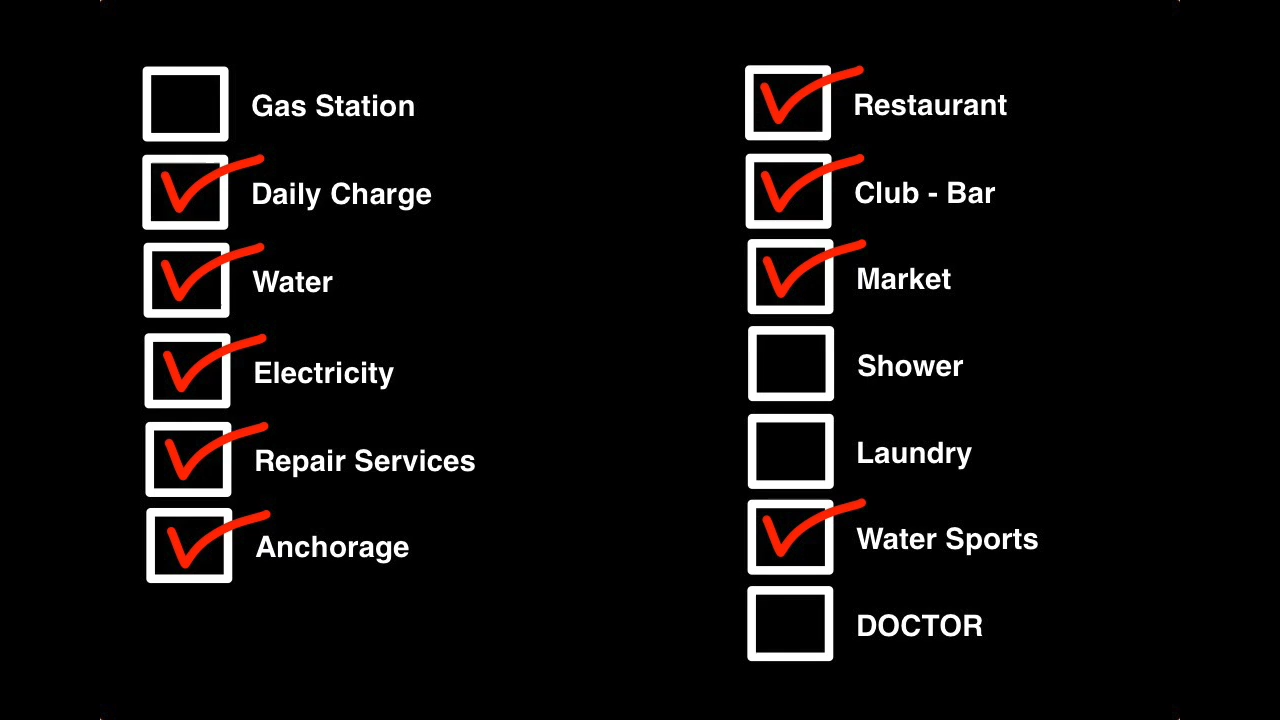 Gas Station
Daily Charge
Water
Electricity
Repair Services
Anchorage
Restaurant
Club - Bar
Market
Shower
Laundry
Water Sports
DOCTOR